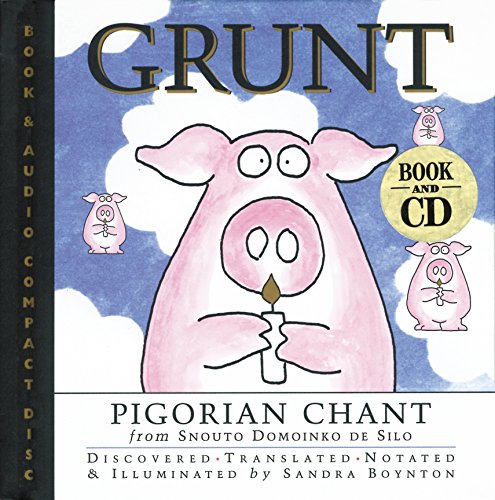 GRUNT
BOOK & AUDIO COMPACT DISC
BOOK
AND
CD
PIGORIAN CHANT
from SNOUTO DOMOINKO DE SILO
DISCOVERED · TRANSLATED · NOTATED
& ILLUMINATED by SANDRA BOYNTON